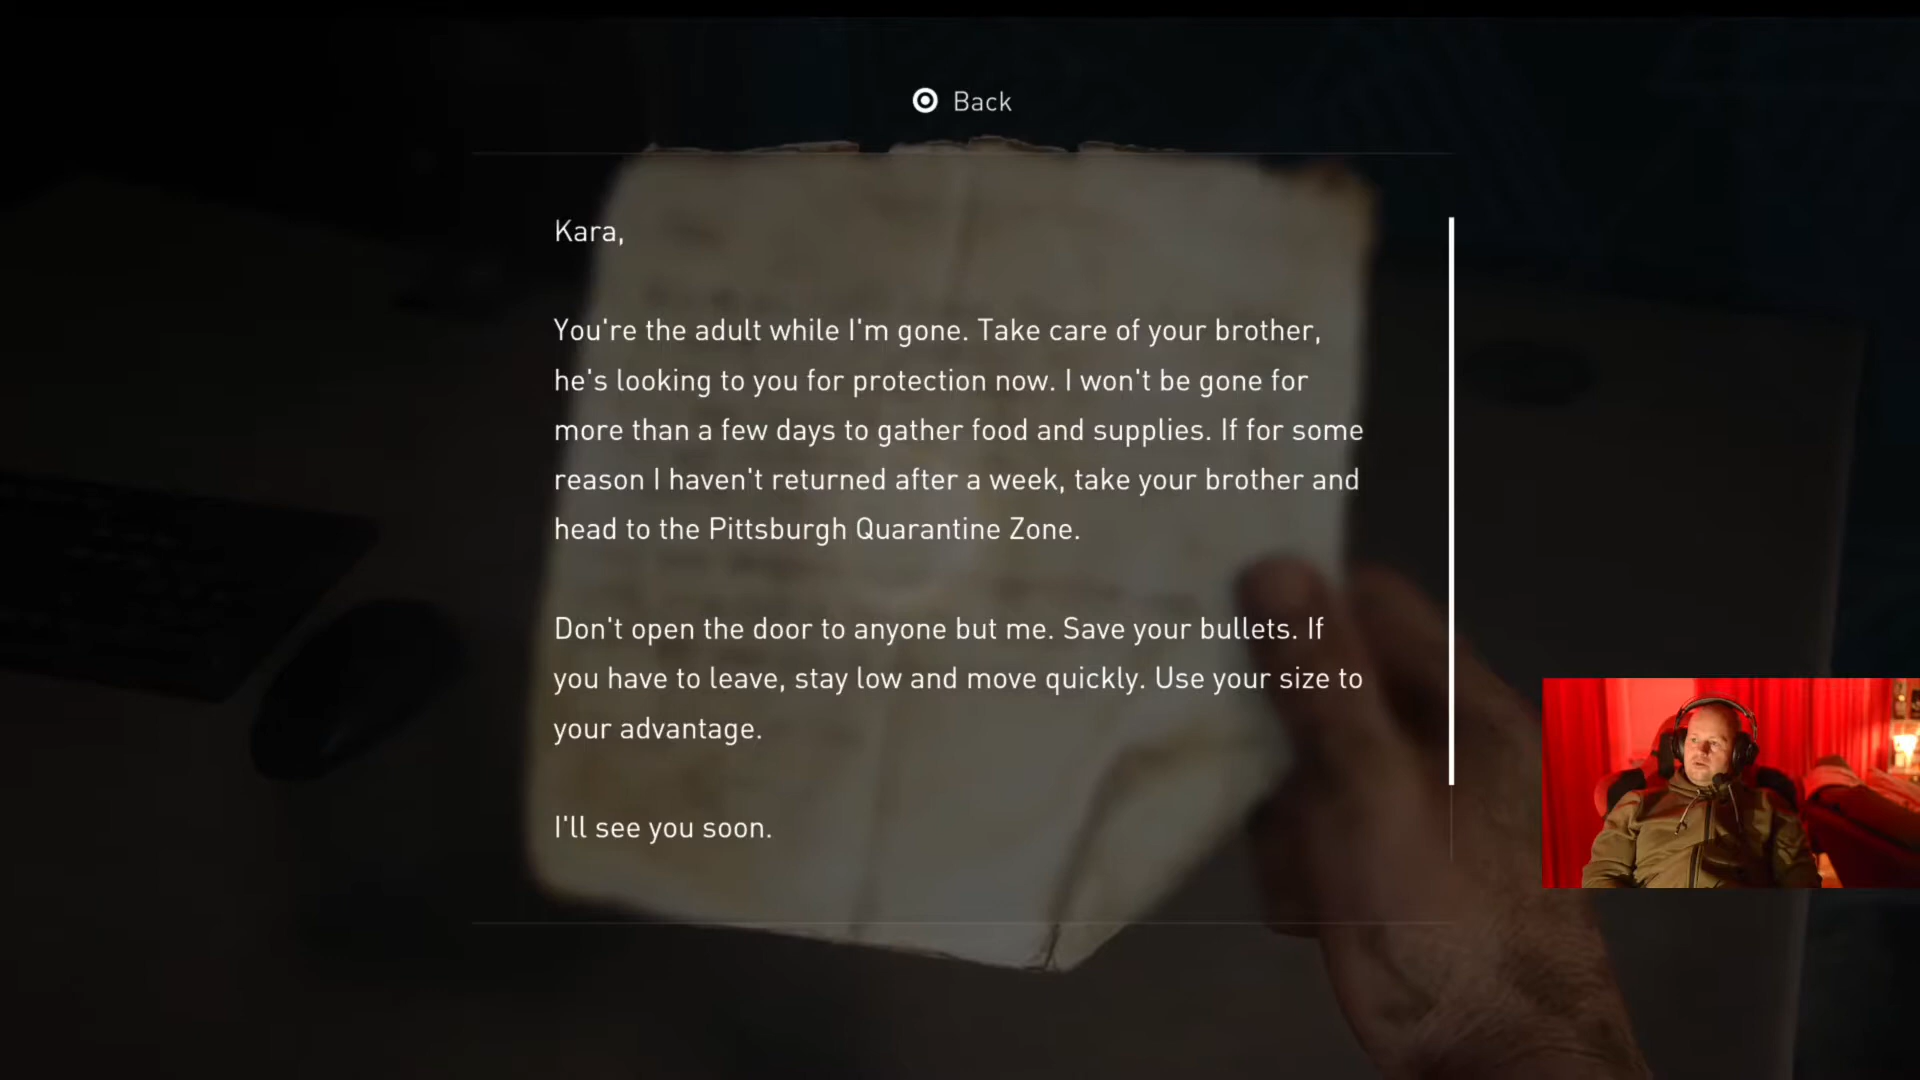 Back
Kara,
You're the adult while I'm gone. Take care of your brother,
he's looking to you for protection now. I won't be gone for
more than a few days to gather food and supplies. If for some
reason I haven't returned after a week, take your brother and
head to the Pittsburgh Quarantine Zone.
Don't open the door to anyone but me. Save your bullets. If
you have to leave, stay low and move quickly. Use your size to
your advantage.
I'll see you soon.